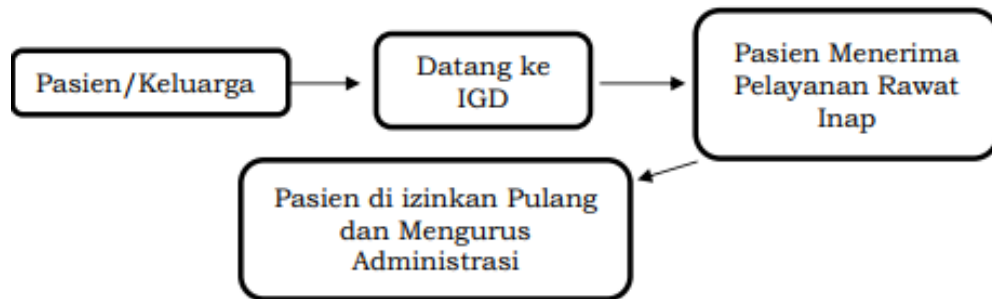 Pasien/Keluarga
Datang ke
IGD
Pasien Menerima
Pelayanan Rawat
Inap
Pasien di izinkan Pulang
dan Mengurus
Administrasi